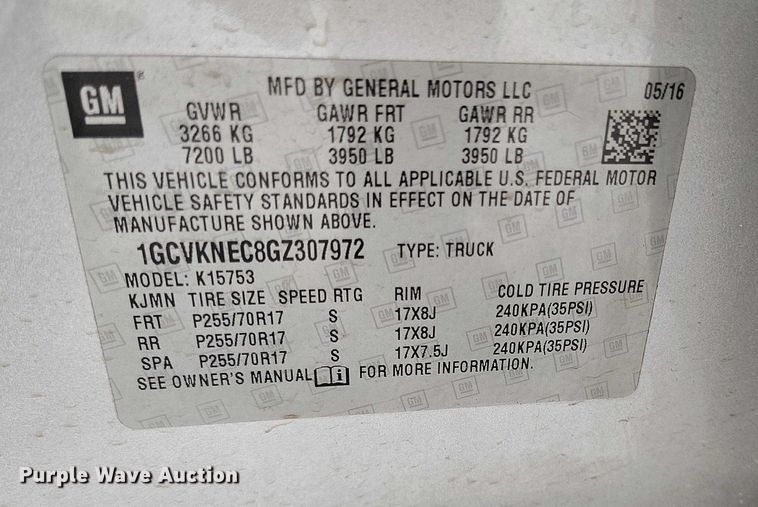 GM ® MFD BY GENERAL MOTORS LLC 05/16
GVWR GAWR FRT GAWR RR
3266 KG 1792 KG 1792 KG
7200 LB 3950 LB 3950 LB
THIS VEHICLE CONFORMS TO ALL APPLICABLE U.S. FEDERAL MOTOR
VEHICLE SAFETY STANDARDS IN EFFECT ON THE DATE OF
MANUFACTURE SHOWN ABOVE.
1GCVKNEC8GZ307972 TYPE: TRUCK
MODEL: K15753
KJMN TIRE SIZE SPEED RTG RIM COLD TIRE PRESSURE
FRT P255/70R17 S 17X8J 240KPA(35PSI)
RR P255/70R17 S 17X8J 240KPA(35PSI)
SPA P255/70R17 S 17X7.5J 240KPA(35PSI)
SEE OWNER'S MANUAL FOR MORE INFORMATION.
Purple Wave Auction